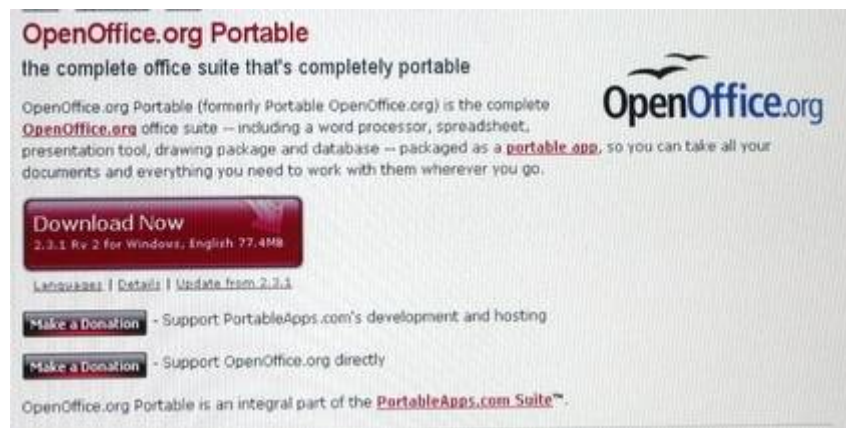 OpenOffice.org Portable
the complete office suite that's completely portable
OpenOffice.org
OpenOffice.org Portable (formerly Portable OpenOffice.org) is the complete
OpenOffice.org office suite — including a word processor, spreadsheet,
presentation tool, drawing package and database — packaged as a portable app, so you can take all your
documents and everything you need to work with them wherever you go.
Download Now
2.3.1 Rv 2 for Windows, English 77.4MB
Languages | Details | Update from 2.3.1
Make a Donation - Support PortableApps.com's development and hosting
Make a Donation - Support OpenOffice.org directly
OpenOffice.org Portable is an integral part of the PortableApps.com Suite™.